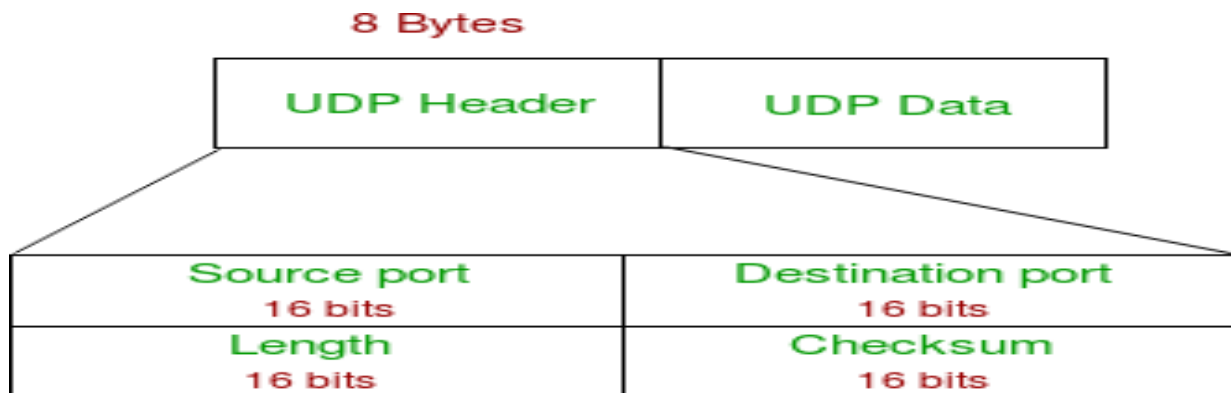 8 Bytes
UDP Header UDP Data
Source port Destination port
16 bits 16 bits
Length Checksum
16 bits 16 bits